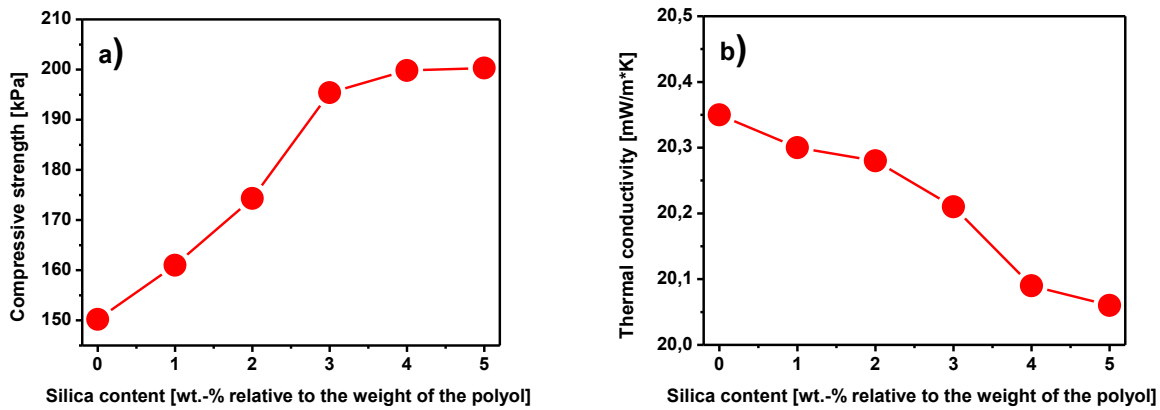 a)
210
200
190
180
170
160
150
Compressive strength [kPa]
0 1 2 3 4 5
Silica content [wt.-% relative to the weight of the polyol]
b)
20,5
20,4
20,3
20,2
20,1
20,0
Thermal conductivity [mW/m*K]
0 1 2 3 4 5
Silica content [wt.-% relative to the weight of the polyol]